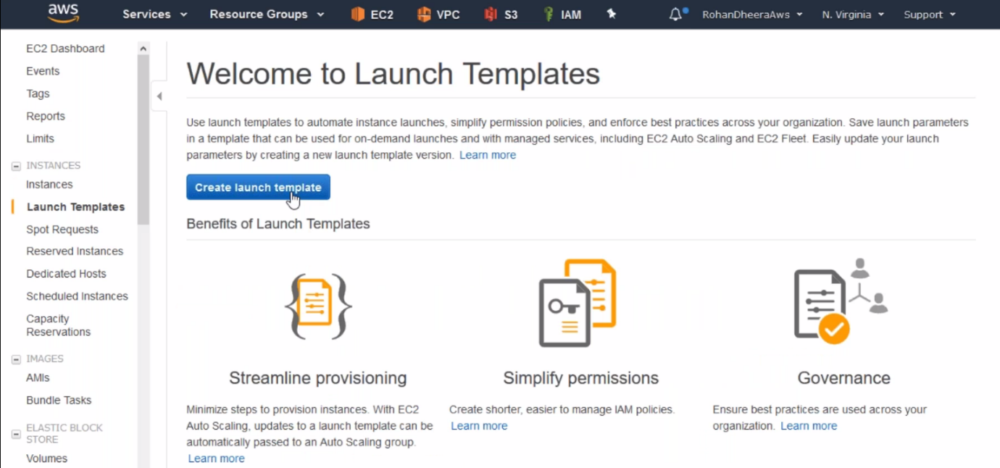 aws
Services
Resource Groups
EC2
VPC
S3
IAM
RohanDheeraAws
N. Virginia
Support
EC2 Dashboard
Events
Tags
Reports
Limits
INSTANCES
Instances
Launch Templates
Spot Requests
Reserved Instances
Dedicated Hosts
Scheduled Instances
Capacity
Reservations
IMAGES
AMIs
Bundle Tasks
ELASTIC BLOCK
STORE
Volumes
Welcome to Launch Templates
Use launch templates to automate instance launches, simplify permission policies, and enforce best practices across your organization. Save launch parameters
in a template that can be used for on-demand launches and with managed services, including EC2 Auto Scaling and EC2 Fleet. Easily update your launch
parameters by creating a new launch template version. Learn more
Create launch template
Benefits of Launch Templates
Streamline provisioning
Minimize steps to provision instances. With EC2
Auto Scaling, updates to a launch template can be
automatically passed to an Auto Scaling group.
Learn more
Simplify permissions
Create shorter, easier to manage IAM policies.
Learn more
Governance
Ensure best practices are used across your
organization. Learn more